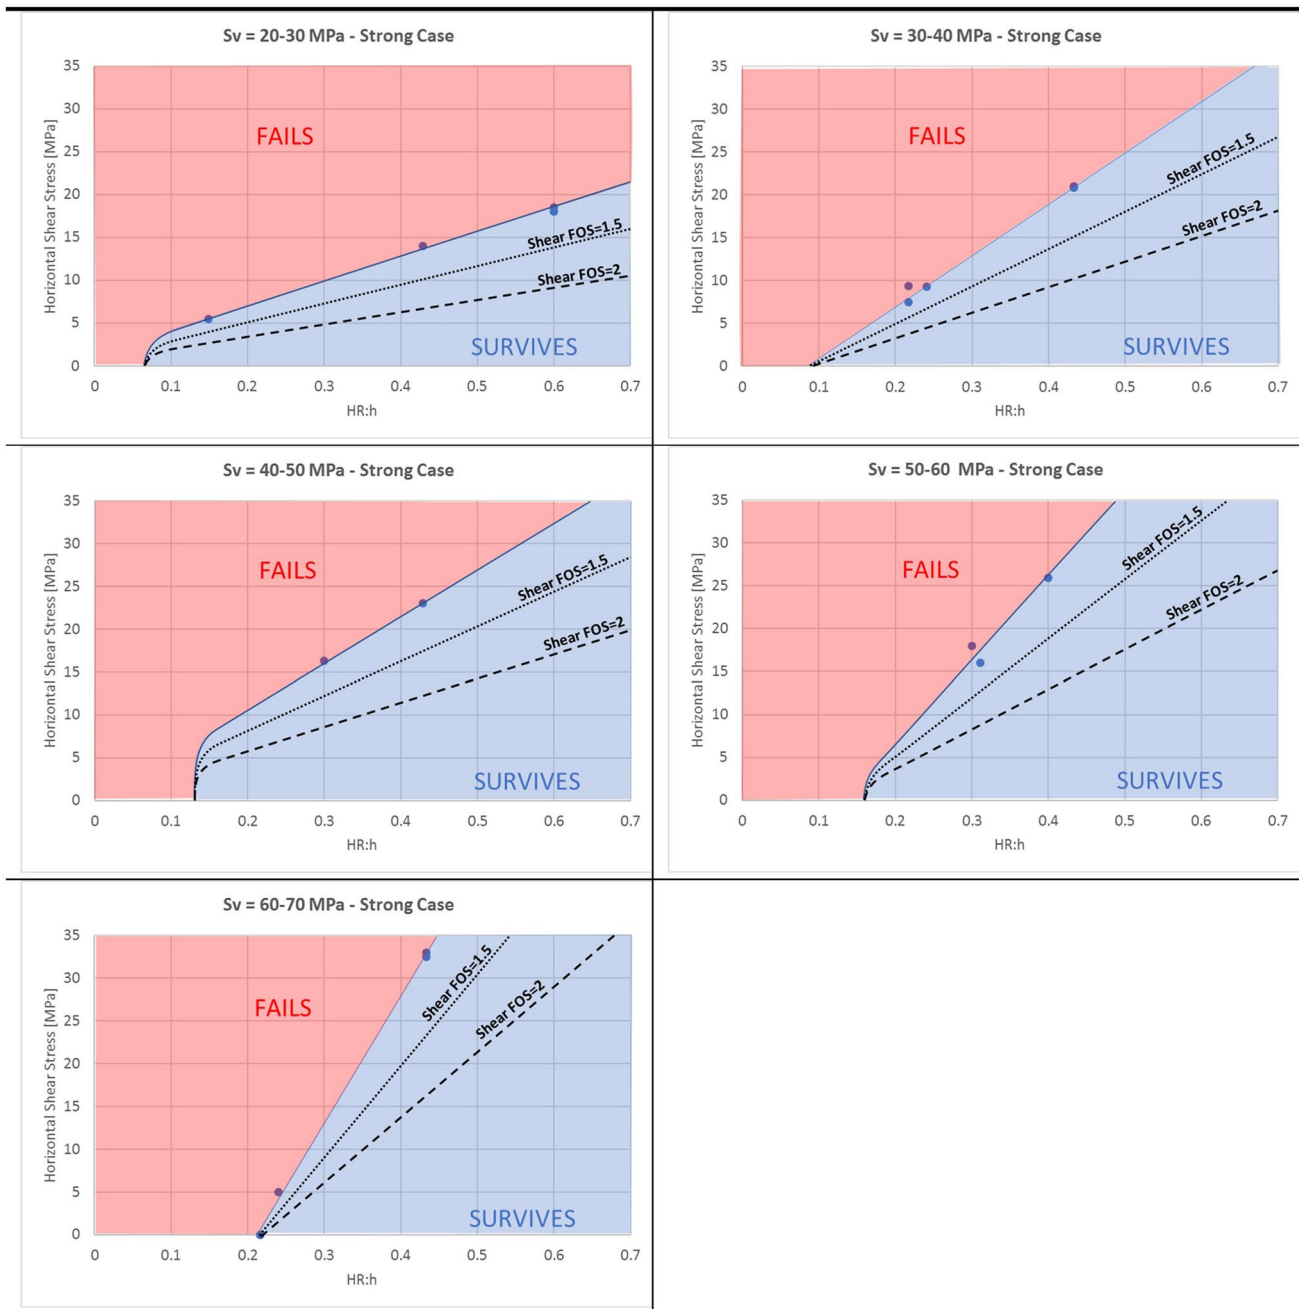 Sv = 20-30 MPa - Strong Case
Horizontal Shear Stress [MPa]
35
30
25
20
15
10
5
0
FAILS
Shear FOS=1.5
Shear FOS=2
SURVIVES
0 0.1 0.2 0.3 0.4 0.5 0.6 0.7
HR:h
Sv = 30-40 MPa - Strong Case
Horizontal Shear Stress [MPa]
35
30
25
20
15
10
5
0
FAILS
Shear FOS=1.5
Shear FOS=2
SURVIVES
0 0.1 0.2 0.3 0.4 0.5 0.6 0.7
HR:h
Sv = 40-50 MPa - Strong Case
Horizontal Shear Stress [MPa]
35
30
25
20
15
10
5
0
FAILS
Shear FOS=1.5
Shear FOS=2
SURVIVES
0 0.1 0.2 0.3 0.4 0.5 0.6 0.7
HR:h
Sv = 50-60 MPa - Strong Case
Horizontal Shear Stress [MPa]
35
30
25
20
15
10
5
0
FAILS
Shear FOS=1.5
Shear FOS=2
SURVIVES
0 0.1 0.2 0.3 0.4 0.5 0.6 0.7
HR:h
Sv = 60-70 MPa - Strong Case
Horizontal Shear Stress [MPa]
35
30
25
20
15
10
5
0
FAILS
Shear FOS=1.5
Shear FOS=2
SURVIVES
0 0.1 0.2 0.3 0.4 0.5 0.6 0.7
HR:h